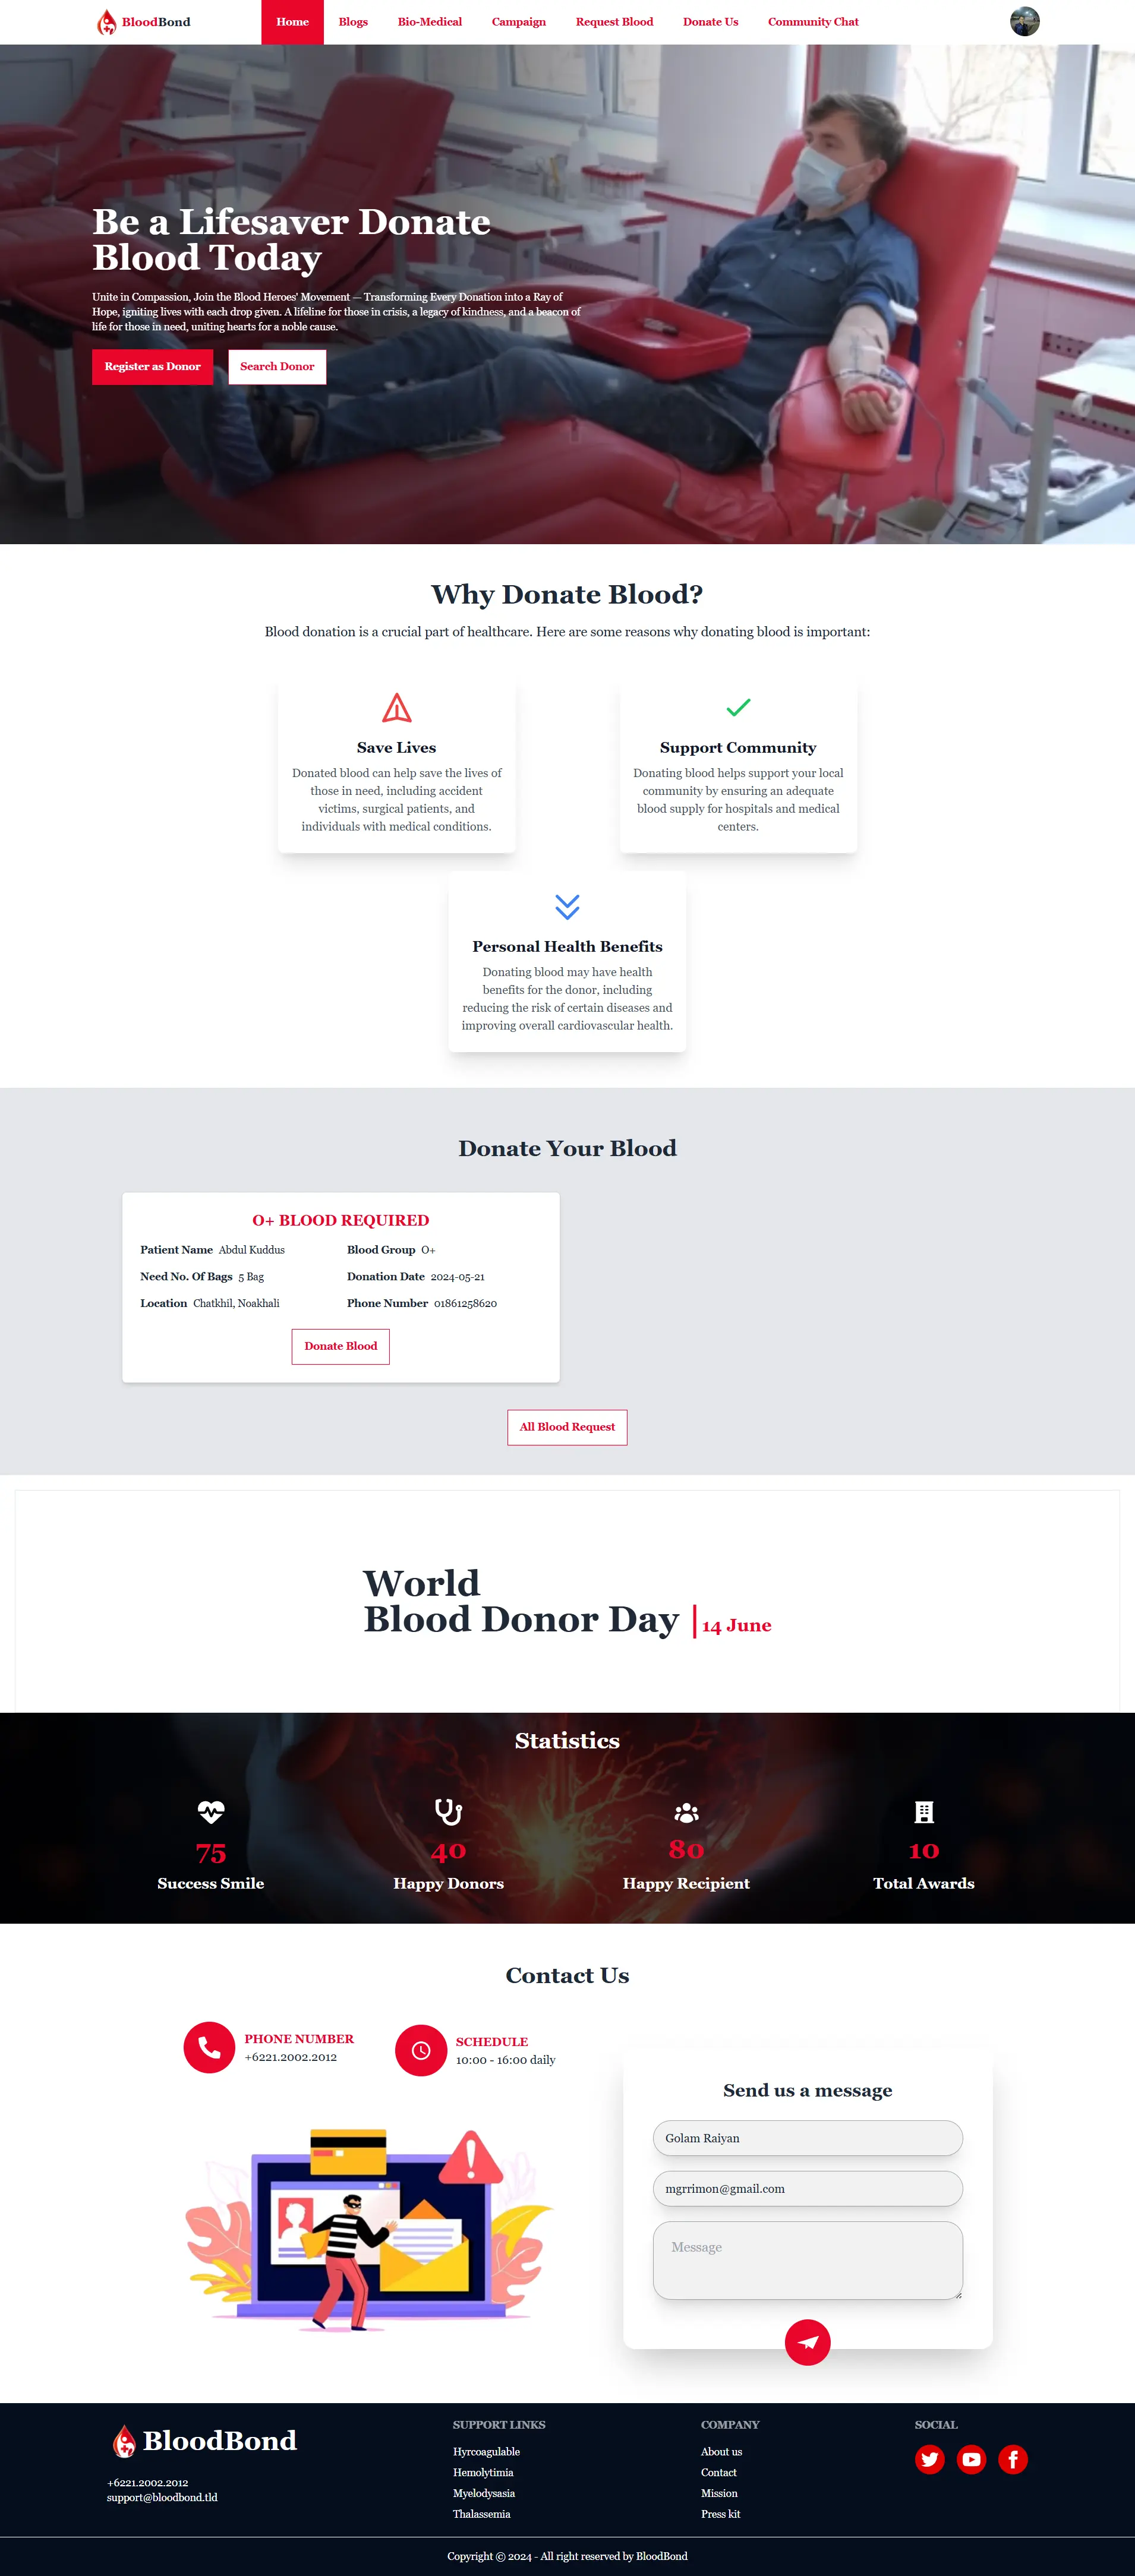 BloodBond
Home Blogs Bio-Medical Campaign Request Blood Donate Us Community Chat
Be a Lifesaver Donate
Blood Today
Unite in Compassion, Join the Blood Heroes' Movement — Transforming Every Donation into a Ray of
Hope, igniting lives with each drop given. A lifeline for those in crisis, a legacy of kindness, and a beacon of
life for those in need, uniting hearts for a noble cause.
Register as Donor Search Donor
Why Donate Blood?
Blood donation is a crucial part of healthcare. Here are some reasons why donating blood is important:
Save Lives
Donated blood can help save the lives of
those in need, including accident
victims, surgical patients, and
individuals with medical conditions.
Support Community
Donating blood helps support your local
community by ensuring an adequate
blood supply for hospitals and medical
centers.
Personal Health Benefits
Donating blood may have health
benefits for the donor, including
reducing the risk of certain diseases and
improving overall cardiovascular health.
Donate Your Blood
O+ BLOOD REQUIRED
Patient Name Abdul Kuddus Blood Group O+
Need No. Of Bags 5 Bag Donation Date 2024-05-21
Location Chatkhil, Noakhali Phone Number 01861258620
Donate Blood
All Blood Request
World
Blood Donor Day | 14 June
Statistics
75 40 80 10
Success Smile Happy Donors Happy Recipient Total Awards
Contact Us
PHONE NUMBER
+6221.2002.2012
SCHEDULE
10:00 - 16:00 daily
Send us a message
Golam Raiyan
mgrrimon@gmail.com
Message
BloodBond
+6221.2002.2012
support@bloodbond.tld
SUPPORT LINKS
Hyrcoagulable
Hemolytimia
Myelodysasia
Thalassemia
COMPANY
About us
Contact
Mission
Press kit
SOCIAL
Copyright © 2024 - All right reserved by BloodBond